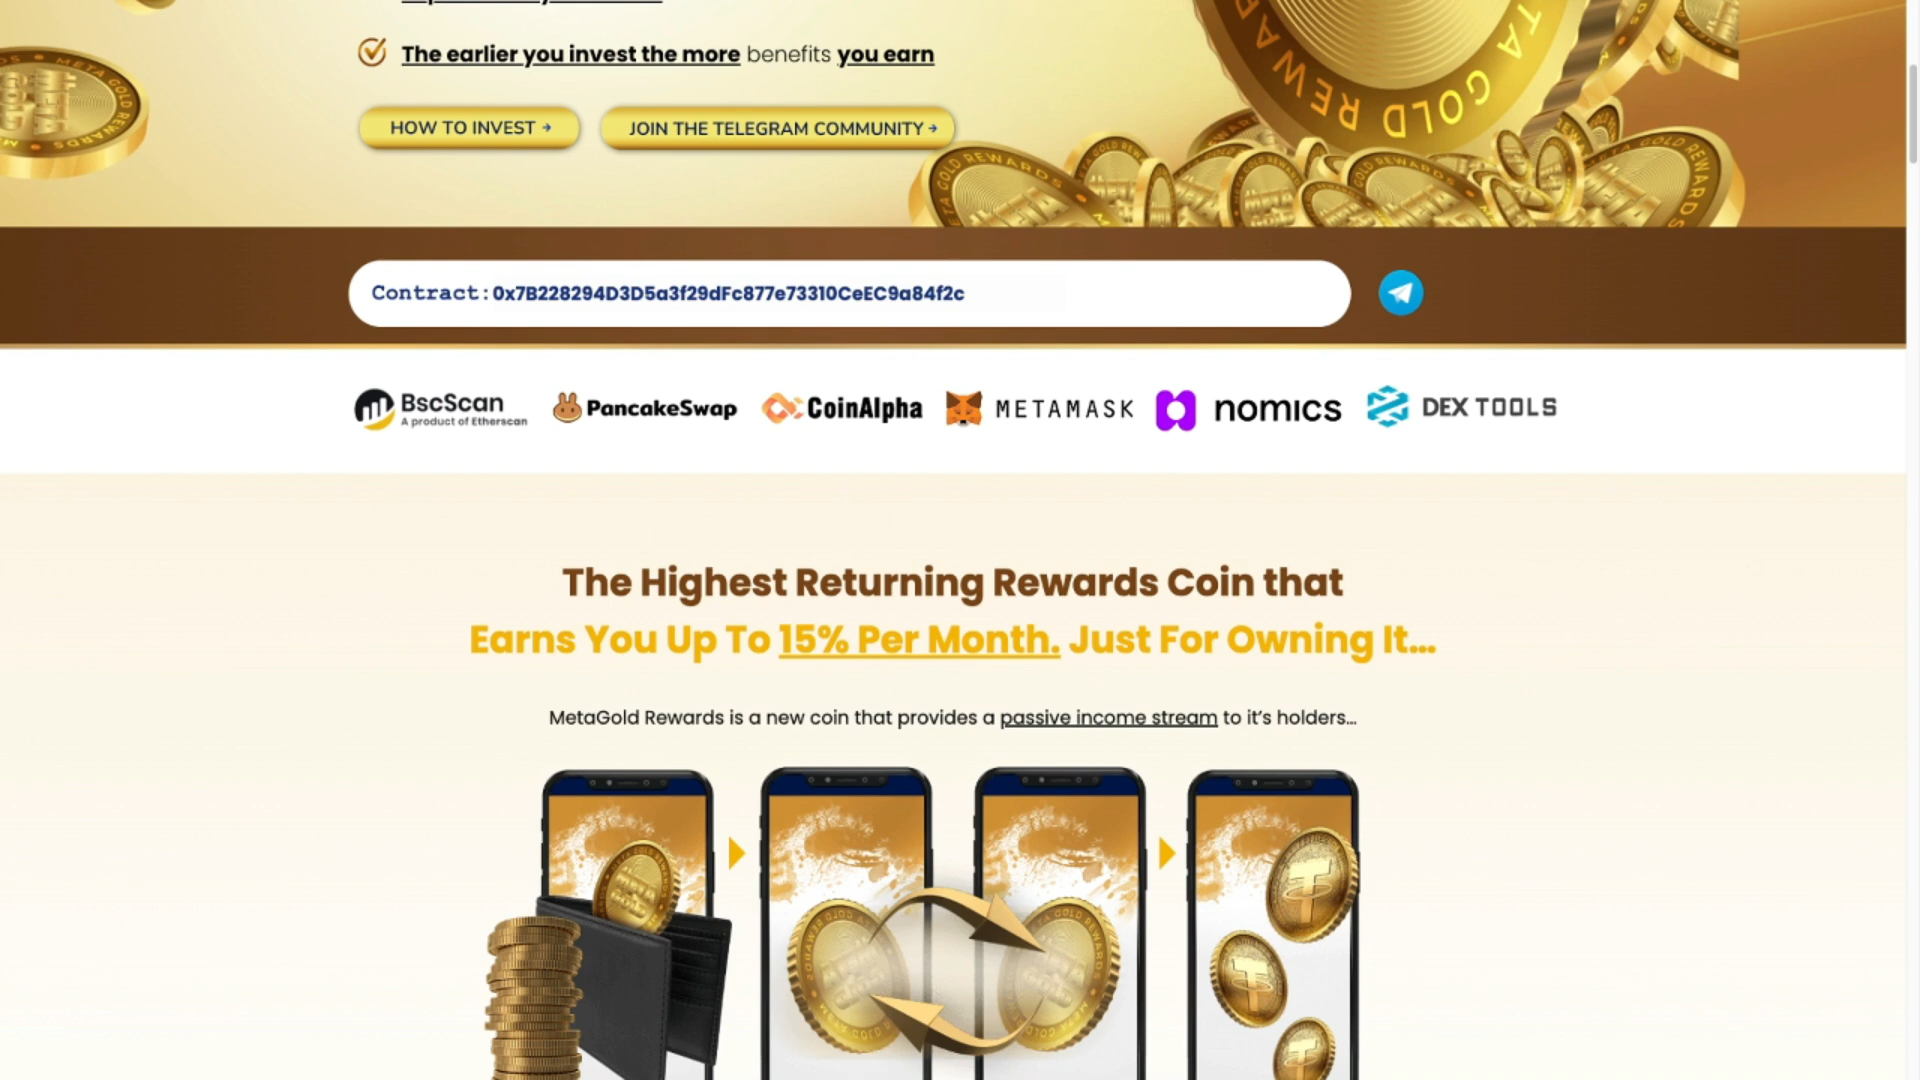 The earlier you invest the more benefits you earn
HOW TO INVEST → JOIN THE TELEGRAM COMMUNITY →
Contract: 0x7B228294D3D5a3f29dFc877e73310CeEC9a84f2c
BscScan PancakeSwap CoinAlpha METAMASK nomics DEXTOOLS
A product of Etherscan
The Highest Returning Rewards Coin that
Earns You Up To 15% Per Month. Just For Owning It...
MetaGold Rewards is a new coin that provides a passive income stream to it's holders...